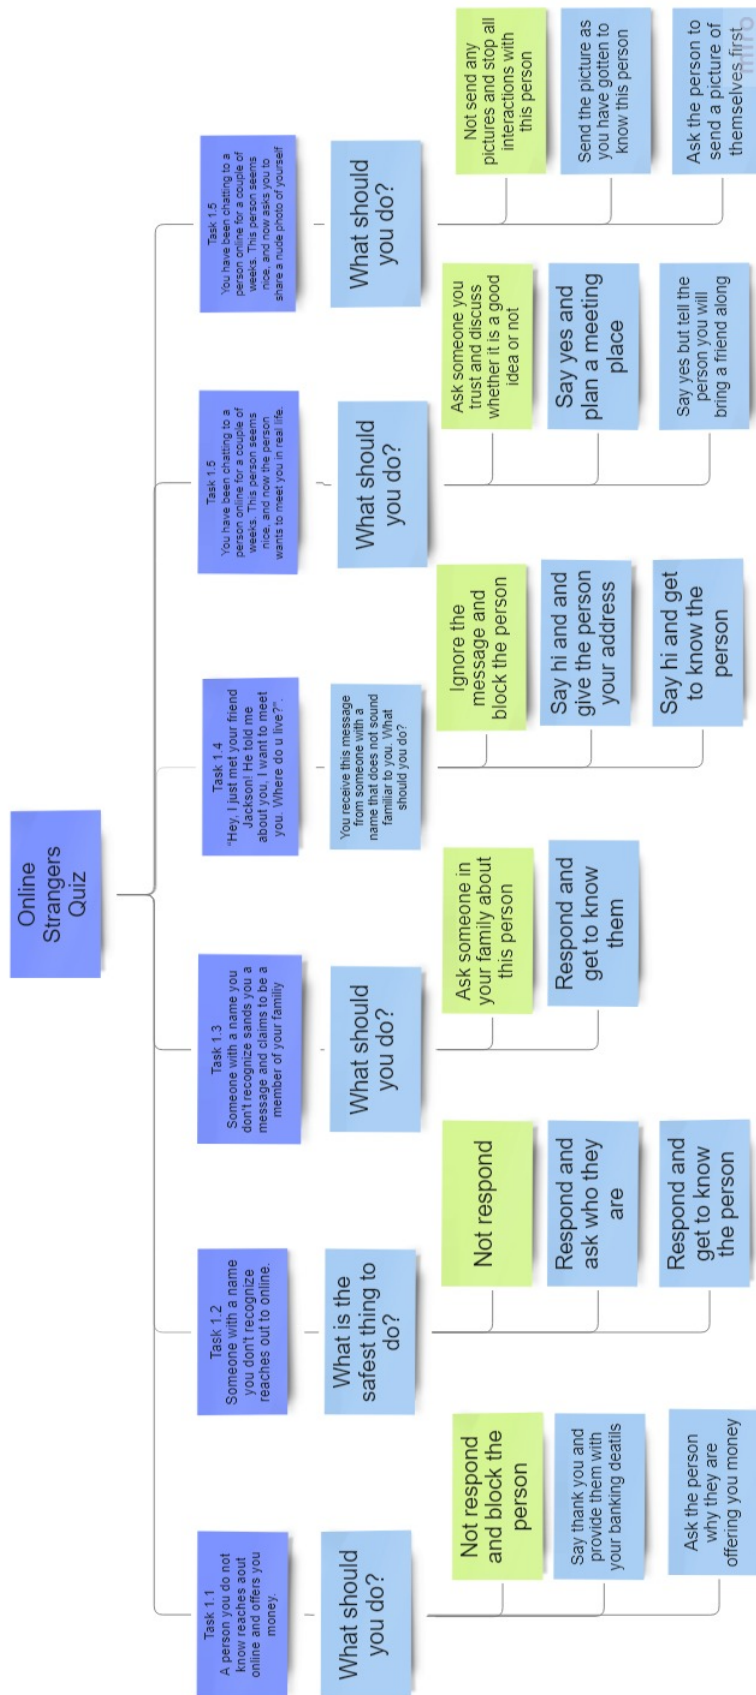 Online
Strangers
Quiz
Task 1.1
A person you do not
know reaches aout
online and offers you
money.
What should
you do?
Not respond
and block the
person
Say thank you and
provide them with
your banking deatils
Ask the person
why they are
offering you money
Task 1.2
Someone with a name
you don't recognize
reaches out to online.
What is the
safest thing to
do?
Not respond
Respond and
ask who they
are
Respond and
get to know
the person
Task 1.3
Someone with a name you
don't recognize sands you a
message and claims to be a
member of your familiy
What should
you do?
Ask someone in
your family about
this person
Respond and
get to know
them
Task 1.4
"Hey, I just met your friend
Jackson! He told me
about you, I want to meet
you. Where do u live?".
You receive this message
from someone with a
name that does not sound
familiar to you. What
should you do?
Ignore the
message and
block the person
Say hi and and
give the person
your address
Say hi and get
to know the
person
Task 1.5
You have been chatting to a
person online for a couple of
weeks. This person seems
nice, and now the person
wants to meet you in real life.
What should
you do?
Ask someone you
trust and discuss
whether it is a good
idea or not
Say yes and
plan a meeting
place
Say yes but tell the
person you will
bring a friend along
Task 1.5
You have been chatting to a
person online for a couple of
weeks. This person seems
nice, and now asks you to
share a nude photo of yourself
What should
you do?
Not send any
pictures and stop all
interactions with
this person
Send the picture as
you have gotten to
know this person
Ask the person to
send a picture of
themselves first
miro